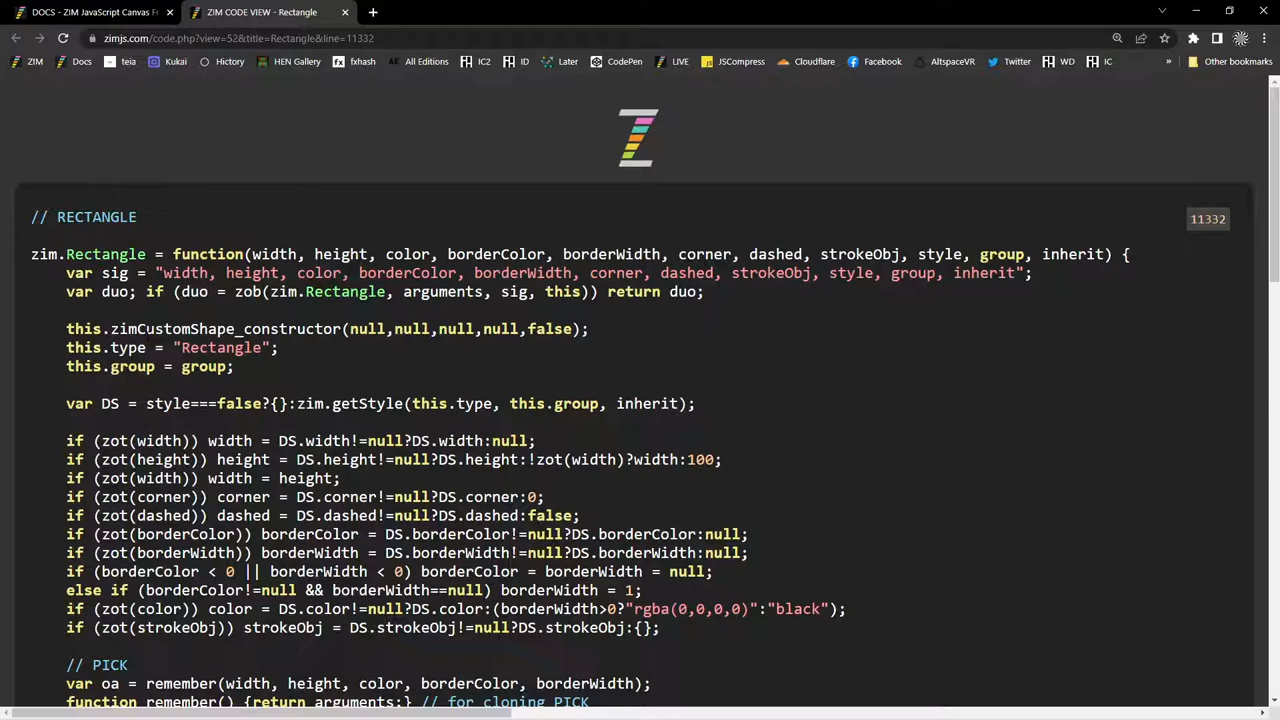 DOCS - ZIM JavaScript Canvas Fr
ZIM CODE VIEW - Rectangle
zimjs.com/code.php?view=52&title=Rectangle&line=11332
ZIM
Docs
teia
Kukai
Hictory
HEN Gallery
fxhash
All Editions
IC2
ID
Later
CodePen
LIVE
JSCompress
Cloudflare
Facebook
AltspaceVR
Twitter
WD
IC
»
Other bookmarks
// RECTANGLE
11332
zim.Rectangle = function(width, height, color, borderColor, borderWidth, corner, dashed, strokeObj, style, group, inherit) {
var sig = "width, height, color, borderColor, borderWidth, corner, dashed, strokeObj, style, group, inherit";
var duo; if (duo = zob(zim.Rectangle, arguments, sig, this)) return duo;
this.zimCustomShape_constructor(null,null,null,null,false);
this.type = "Rectangle";
this.group = group;
var DS = style===false?{}:zim.getStyle(this.type, this.group, inherit);
if (zot(width)) width = DS.width!=null?DS.width:null;
if (zot(height)) height = DS.height!=null?DS.height:!zot(width)?width:100;
if (zot(width)) width = height;
if (zot(corner)) corner = DS.corner!=null?DS.corner:0;
if (zot(dashed)) dashed = DS.dashed!=null?DS.dashed:false;
if (zot(borderColor)) borderColor = DS.borderColor!=null?DS.borderColor:null;
if (zot(borderWidth)) borderWidth = DS.borderWidth!=null?DS.borderWidth:null;
if (borderColor < 0 || borderWidth < 0) borderColor = borderWidth = null;
else if (borderColor!=null && borderWidth==null) borderWidth = 1;
if (zot(color)) color = DS.color!=null?DS.color:(borderWidth>0?"rgba(0,0,0,0)":"black");
if (zot(strokeObj)) strokeObj = DS.strokeObj!=null?DS.strokeObj:{};
// PICK
var oa = remember(width, height, color, borderColor, borderWidth);
function remember() {return arguments;} // for cloning PICK